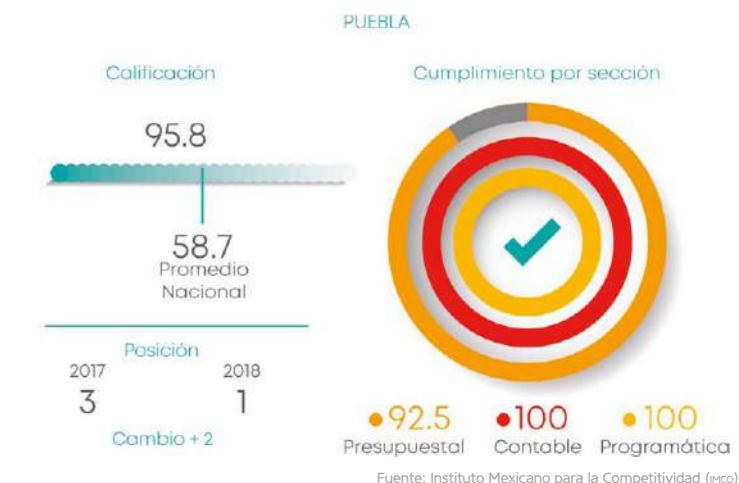 PUEBLA
Calificación
95.8
58.7
Promedio
Nacional
Posición
2017 2018
3 1
Cambio + 2
Cumplimiento por sección
92.5 100 100
Presupuestal Contable Programática
Fuente: Instituto Mexicano para la Competitividad (IMCO)